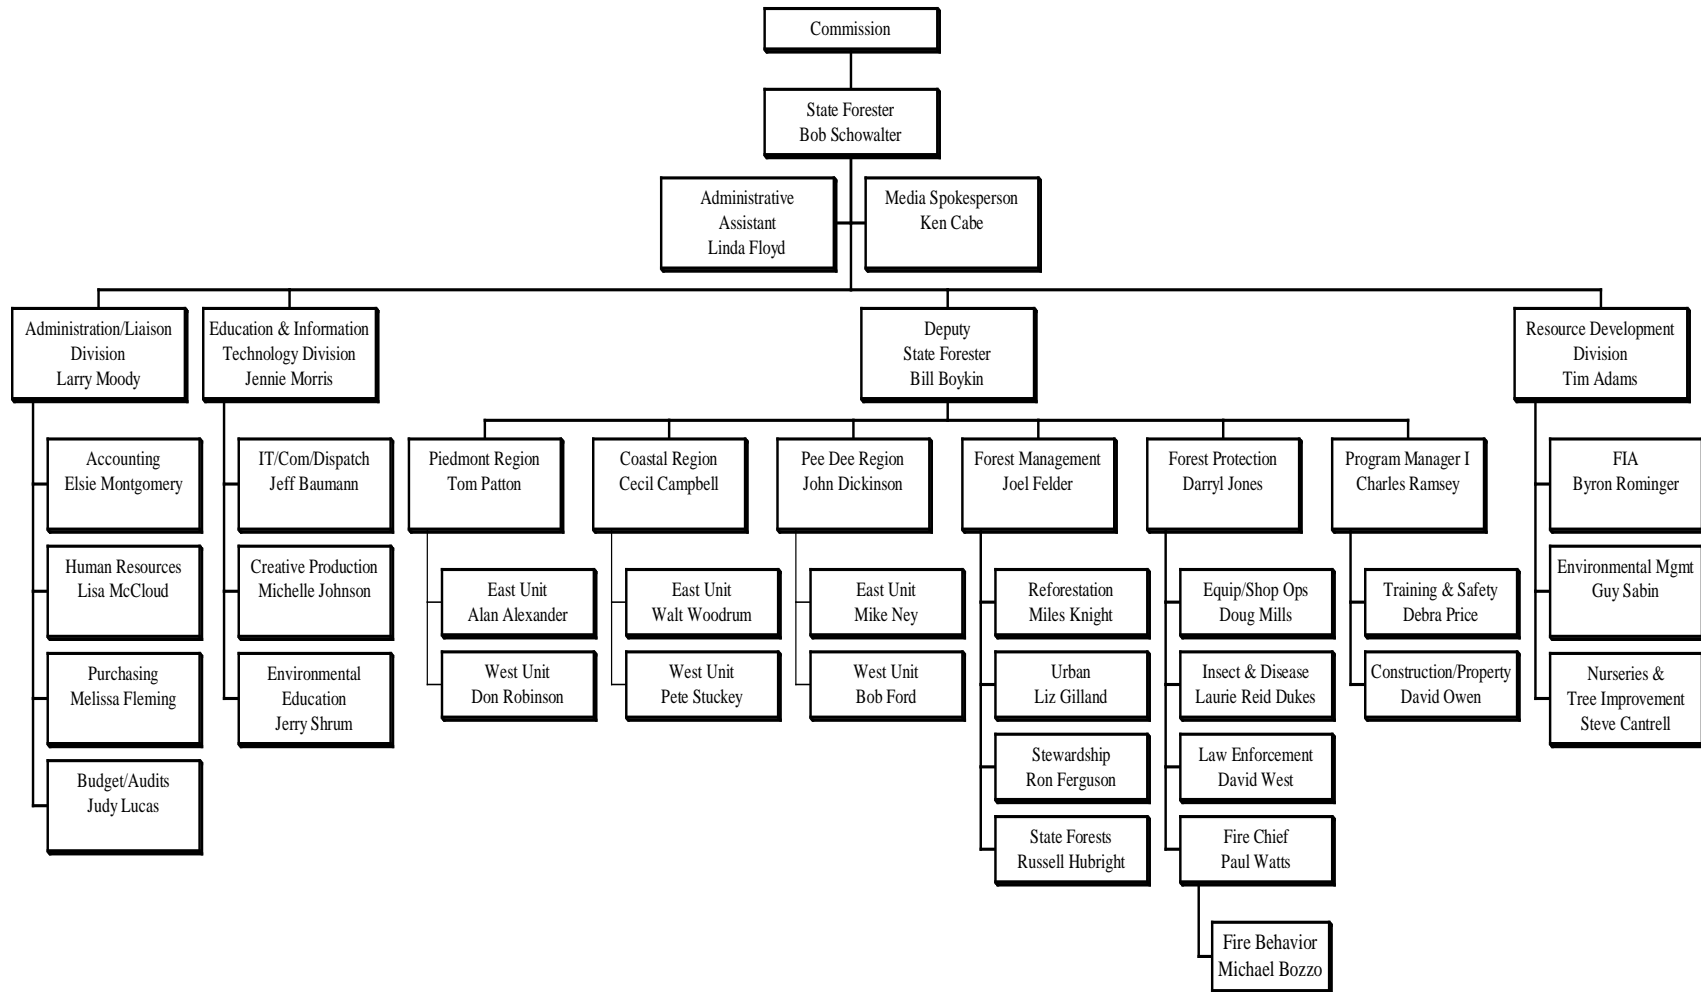 Commission
State Forester
Bob Schowalter
Administrative
Assistant
Linda Floyd
Media Spokesperson
Ken Cabe
Administration/Liaison
Division
Larry Moody
Education & Information
Technology Division
Jennie Morris
Deputy
State Forester
Bill Boykin
Resource Development
Division
Tim Adams
Accounting
Elsie Montgomery
Human Resources
Lisa McCloud
Purchasing
Melissa Fleming
Budget/Audits
Judy Lucas
IT/Com/Dispatch
Jeff Baumann
Creative Production
Michelle Johnson
Environmental
Education
Jerry Shrum
Piedmont Region
Tom Patton
East Unit
Alan Alexander
West Unit
Don Robinson
Coastal Region
Cecil Campbell
East Unit
Walt Woodrum
West Unit
Pete Stuckey
Pee Dee Region
John Dickinson
East Unit
Mike Ney
West Unit
Bob Ford
Forest Management
Joel Felder
Reforestation
Miles Knight
Urban
Liz Gilland
Stewardship
Ron Ferguson
State Forests
Russell Hubright
Forest Protection
Darryl Jones
Equip/Shop Ops
Doug Mills
Insect & Disease
Laurie Reid Dukes
Law Enforcement
David West
Fire Chief
Paul Watts
Fire Behavior
Michael Bozzo
Program Manager I
Charles Ramsey
Training & Safety
Debra Price
Construction/Property
David Owen
FIA
Byron Rominger
Environmental Mgmt
Guy Sabin
Nurseries &
Tree Improvement
Steve Cantrell